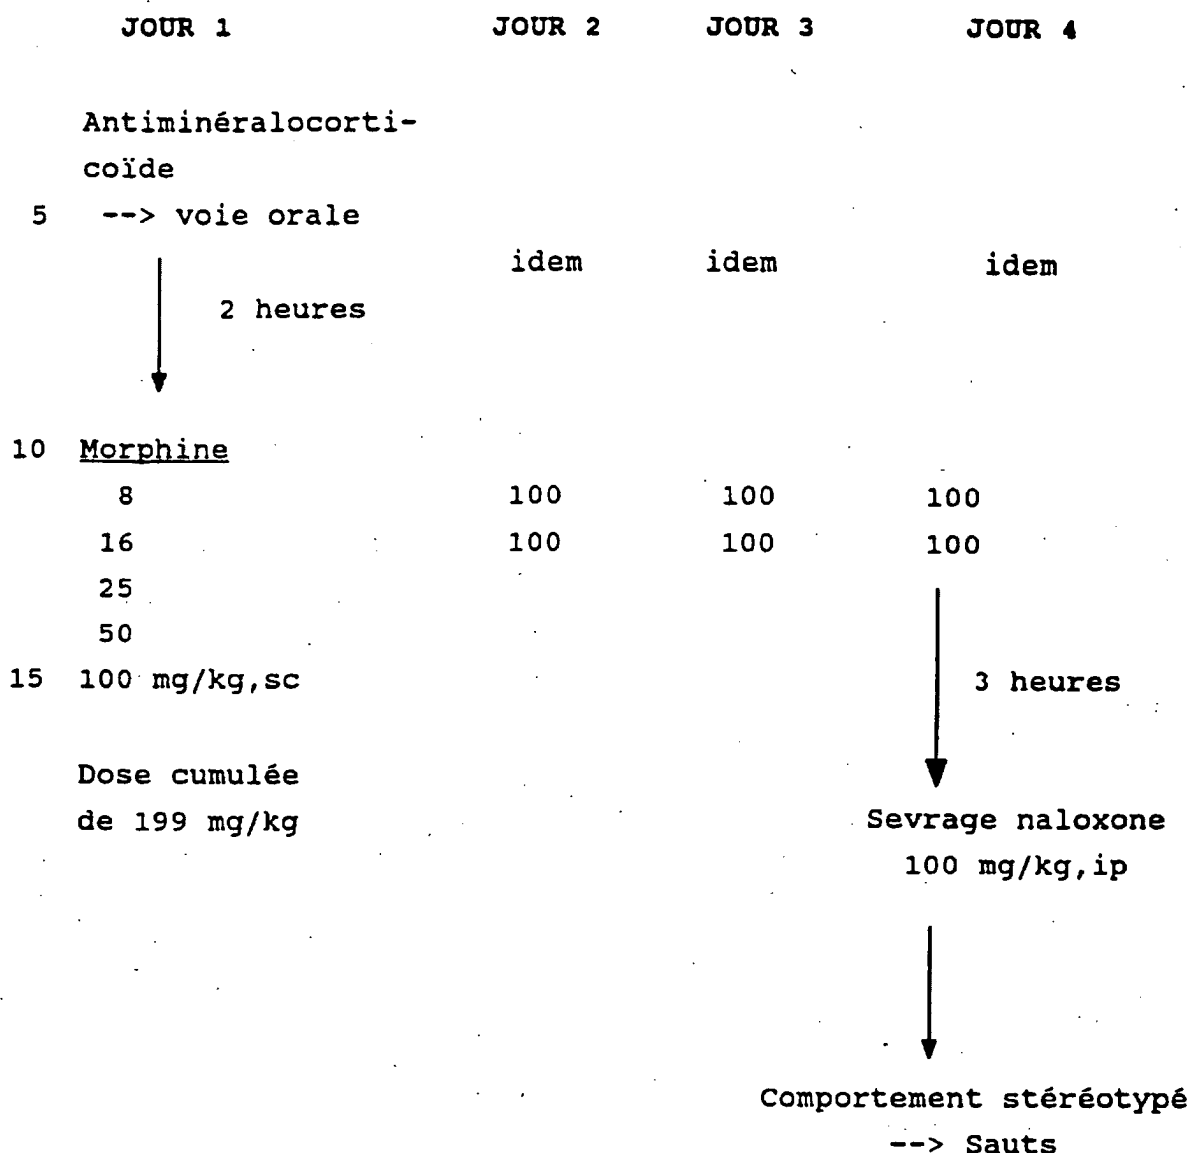 JOUR 1 JOUR 2 JOUR 3 JOUR 4
Antiminéralocorti-
coïde
5 --> voie orale
idem idem idem
2 heures
10 Morphine
8 100 100 100
16 100 100 100
25
50
15 100 mg/kg,sc 3 heures
Dose cumulée
de 199 mg/kg Sevrage naloxone
100 mg/kg,ip
Comportement stéréotypé
--> Sauts